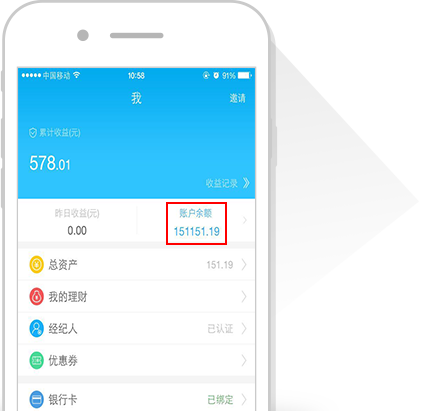 中国移动 10:58 91%
我 邀请
累计收益(元)
578.01
收益记录
昨日收益(元) 账户余额
0.00 151151.19
总资产 151.19
我的理财
经纪人 已认证
优惠券
银行卡 已绑定